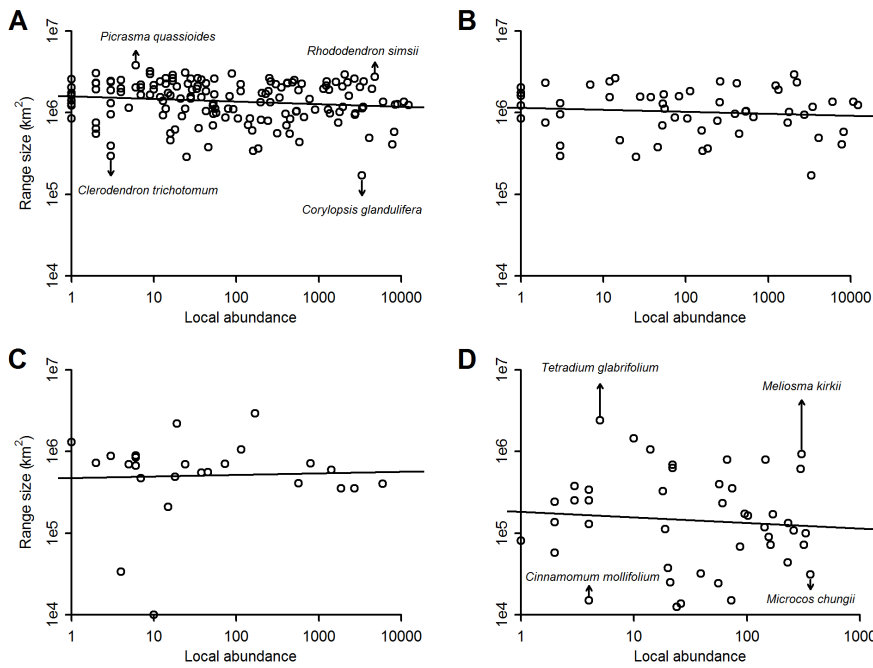 A
1e7
1e6
1e5
1e4
Range size (km2)
Picrasma quassioides
Rhododendron simsii
Clerodendron trichotomum
Corylopsis glandulifera
1 10 100 1000 10000
Local abundance
B
1e7
1e6
1e5
1e4
1 10 100 1000 10000
Local abundance
C
1e7
1e6
1e5
1e4
Range size (km2)
1 10 100 1000 10000
Local abundance
D
1e7
1e6
1e5
1e4
Range size (km2)
Tetradium glabrifolium
Meliosma kirkii
Cinnamomum mollifolium
Microcos chungii
1 10 100 1000
Local abundance